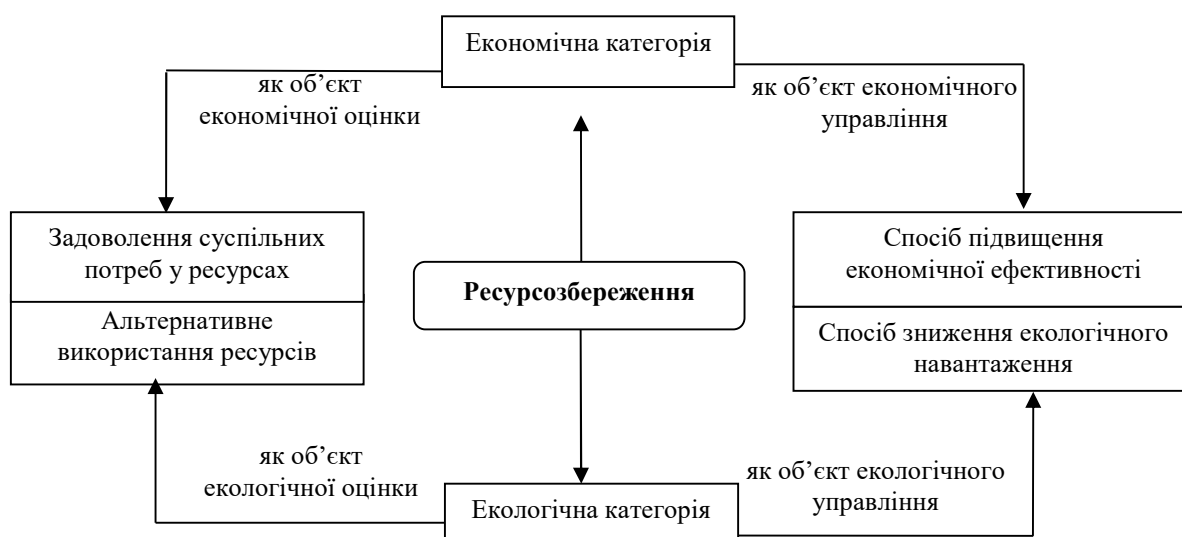 Економічна категорія
як об’єкт
економічної оцінки
як об’єкт економічного
управління
Задоволення суспільних
потреб у ресурсах
Альтернативне
використання ресурсів
Ресурсозбереження
Спосіб підвищення
економічної ефективності
Спосіб зниження екологічного
навантаження
як об’єкт
екологічної оцінки
як об’єкт екологічного
управління
Екологічна категорія